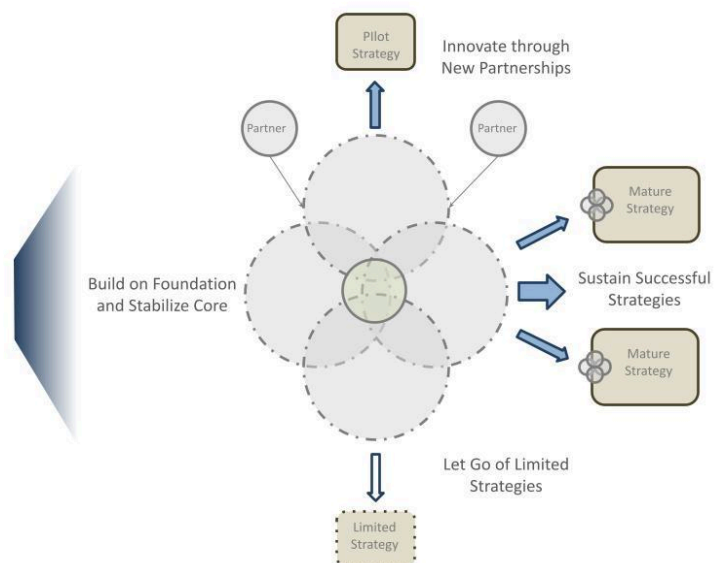 PIlot
Strategy
Innovate through
New Partnerships
Partner
Partner
Mature
Strategy
Build on Foundation
and Stabilize Core
Sustain Successful
Strategies
Mature
Strategy
Let Go of Limited
Strategies
Limited
Strategy